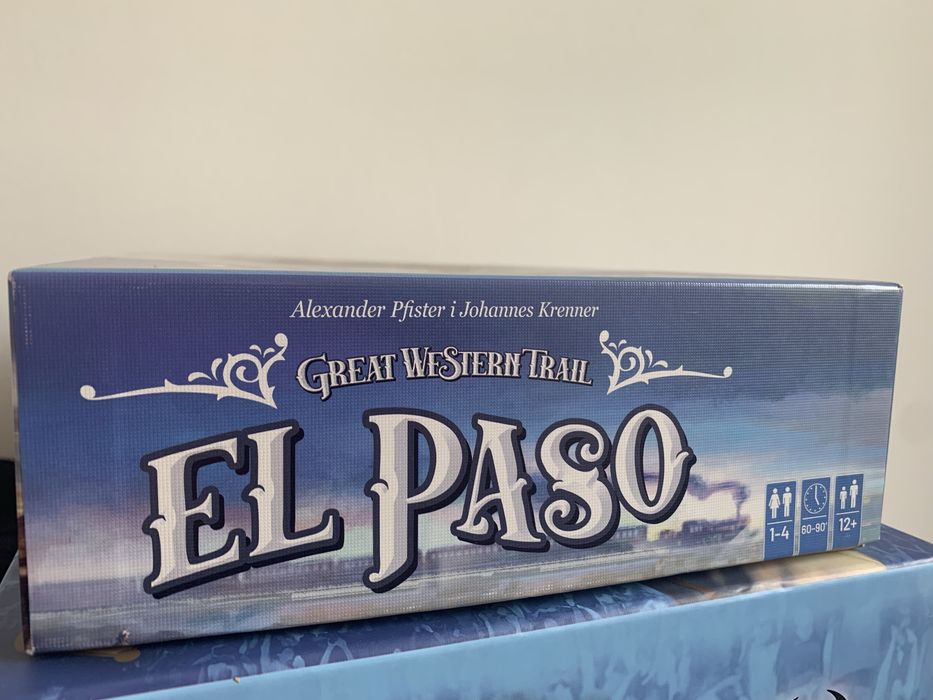 Alexander Pfister i Johannes Krenner
GREAT WESTERN TRAIL
EL PASO
1-4
60-90'
12+